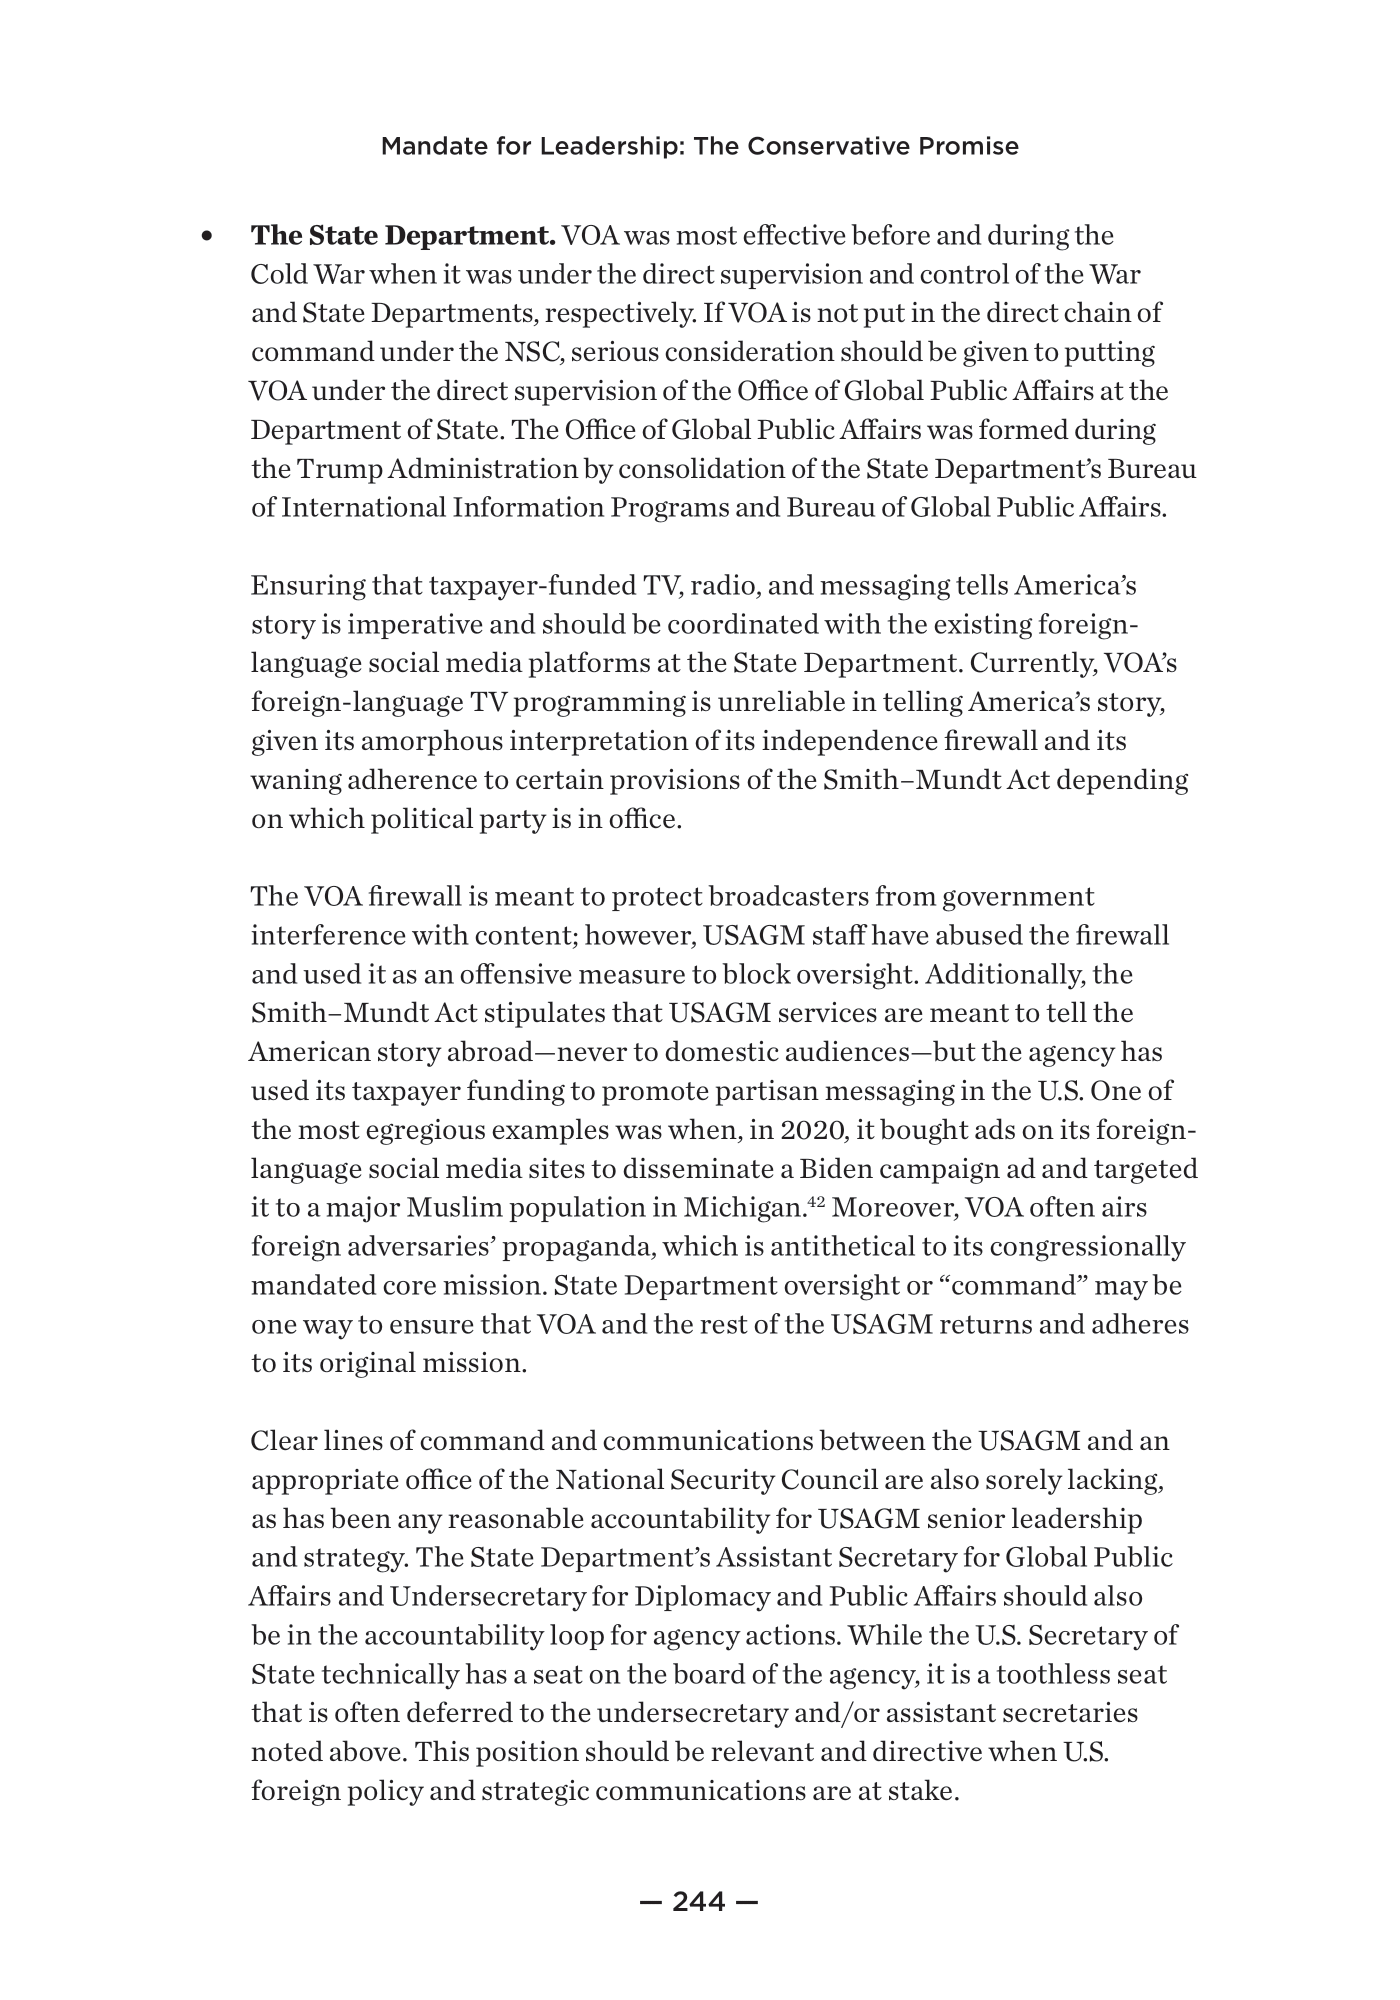 Mandate for Leadership: The Conservative Promise
• The State Department. VOA was most effective before and during the
Cold War when it was under the direct supervision and control of the War
and State Departments, respectively. If VOA is not put in the direct chain of
command under the NSC, serious consideration should be given to putting
VOA under the direct supervision of the Office of Global Public Affairs at the
Department of State. The Office of Global Public Affairs was formed during
the Trump Administration by consolidation of the State Department’s Bureau
of International Information Programs and Bureau of Global Public Affairs.
Ensuring that taxpayer-funded TV, radio, and messaging tells America’s
story is imperative and should be coordinated with the existing foreign-
language social media platforms at the State Department. Currently, VOA’s
foreign-language TV programming is unreliable in telling America’s story,
given its amorphous interpretation of its independence firewall and its
waning adherence to certain provisions of the Smith–Mundt Act depending
on which political party is in office.
The VOA firewall is meant to protect broadcasters from government
interference with content; however, USAGM staff have abused the firewall
and used it as an offensive measure to block oversight. Additionally, the
Smith–Mundt Act stipulates that USAGM services are meant to tell the
American story abroad—never to domestic audiences—but the agency has
used its taxpayer funding to promote partisan messaging in the U.S. One of
the most egregious examples was when, in 2020, it bought ads on its foreign-
language social media sites to disseminate a Biden campaign ad and targeted
it to a major Muslim population in Michigan.⁴² Moreover, VOA often airs
foreign adversaries’ propaganda, which is antithetical to its congressionally
mandated core mission. State Department oversight or “command” may be
one way to ensure that VOA and the rest of the USAGM returns and adheres
to its original mission.
Clear lines of command and communications between the USAGM and an
appropriate office of the National Security Council are also sorely lacking,
as has been any reasonable accountability for USAGM senior leadership
and strategy. The State Department’s Assistant Secretary for Global Public
Affairs and Undersecretary for Diplomacy and Public Affairs should also
be in the accountability loop for agency actions. While the U.S. Secretary of
State technically has a seat on the board of the agency, it is a toothless seat
that is often deferred to the undersecretary and/or assistant secretaries
noted above. This position should be relevant and directive when U.S.
foreign policy and strategic communications are at stake.
— 244 —